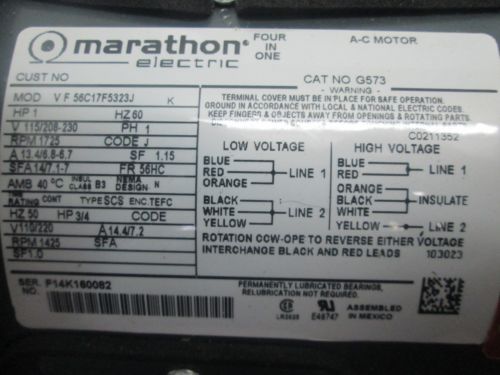 marathon®
electric
FOUR
IN
ONE
A-C MOTOR
CUST NO
CAT NO G573
MOD V F 56C17F5323J K
HP 1 HZ 60
V 115/208-230 PH 1
RPM 1725 CODE J
A 13.4/6.8-6.7 SF 1.15
SFA 14/7.1-7 FR 56HC
AMB 40°C INSUL CLASS B3 NEMA DESIGN N
RATING CONT TYPE SCS ENC.TEFC
HZ 50 HP 3/4 CODE
V110/220 A14.4/7.2
RPM 1425 SFA
SF1.0
SER. NO. P14K160082
- WARNING -
TERMINAL COVER MUST BE IN PLACE FOR SAFE OPERATION.
GROUND IN ACCORDANCE WITH LOCAL & NATIONAL ELECTRIC CODES.
KEEP FINGERS & OBJECTS AWAY FROM OPENINGS & ROTATING PARTS.
C0211352
LOW VOLTAGE HIGH VOLTAGE
BLUE
RED LINE 1
ORANGE
BLACK
WHITE LINE 2
YELLOW
BLUE
RED LINE 1
BLACK
ORANGE INSULATE
WHITE
YELLOW LINE 2
ROTATION CCW-OPE TO REVERSE EITHER VOLTAGE
INTERCHANGE BLACK AND RED LEADS 103023
PERMANENTLY LUBRICATED BEARINGS,
RELUBRICATION NOT REQUIRED.
ASSEMBLED
IN MEXICO